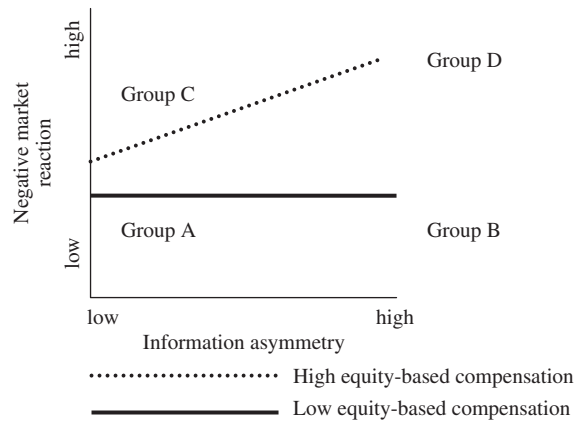 high
Group D
Group C
Negative market
reaction
Group A
Group B
low
low
high
Information asymmetry
High equity-based compensation
Low equity-based compensation